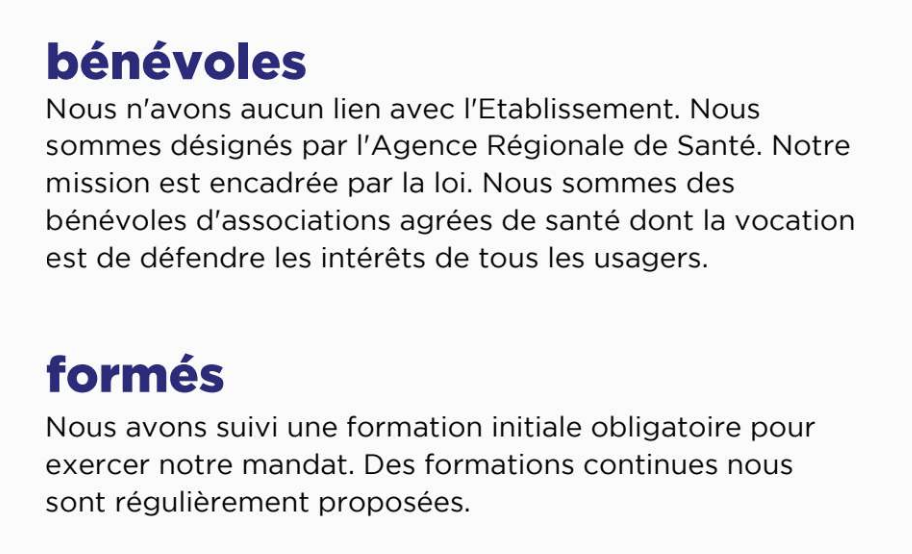 bénévoles
Nous n'avons aucun lien avec l'Etablissement. Nous
sommes désignés par l'Agence Régionale de Santé. Notre
mission est encadrée par la loi. Nous sommes des
bénévoles d'associations agrées de santé dont la vocation
est de défendre les intérêts de tous les usagers.
formés
Nous avons suivi une formation initiale obligatoire pour
exercer notre mandat. Des formations continues nous
sont régulièrement proposées.